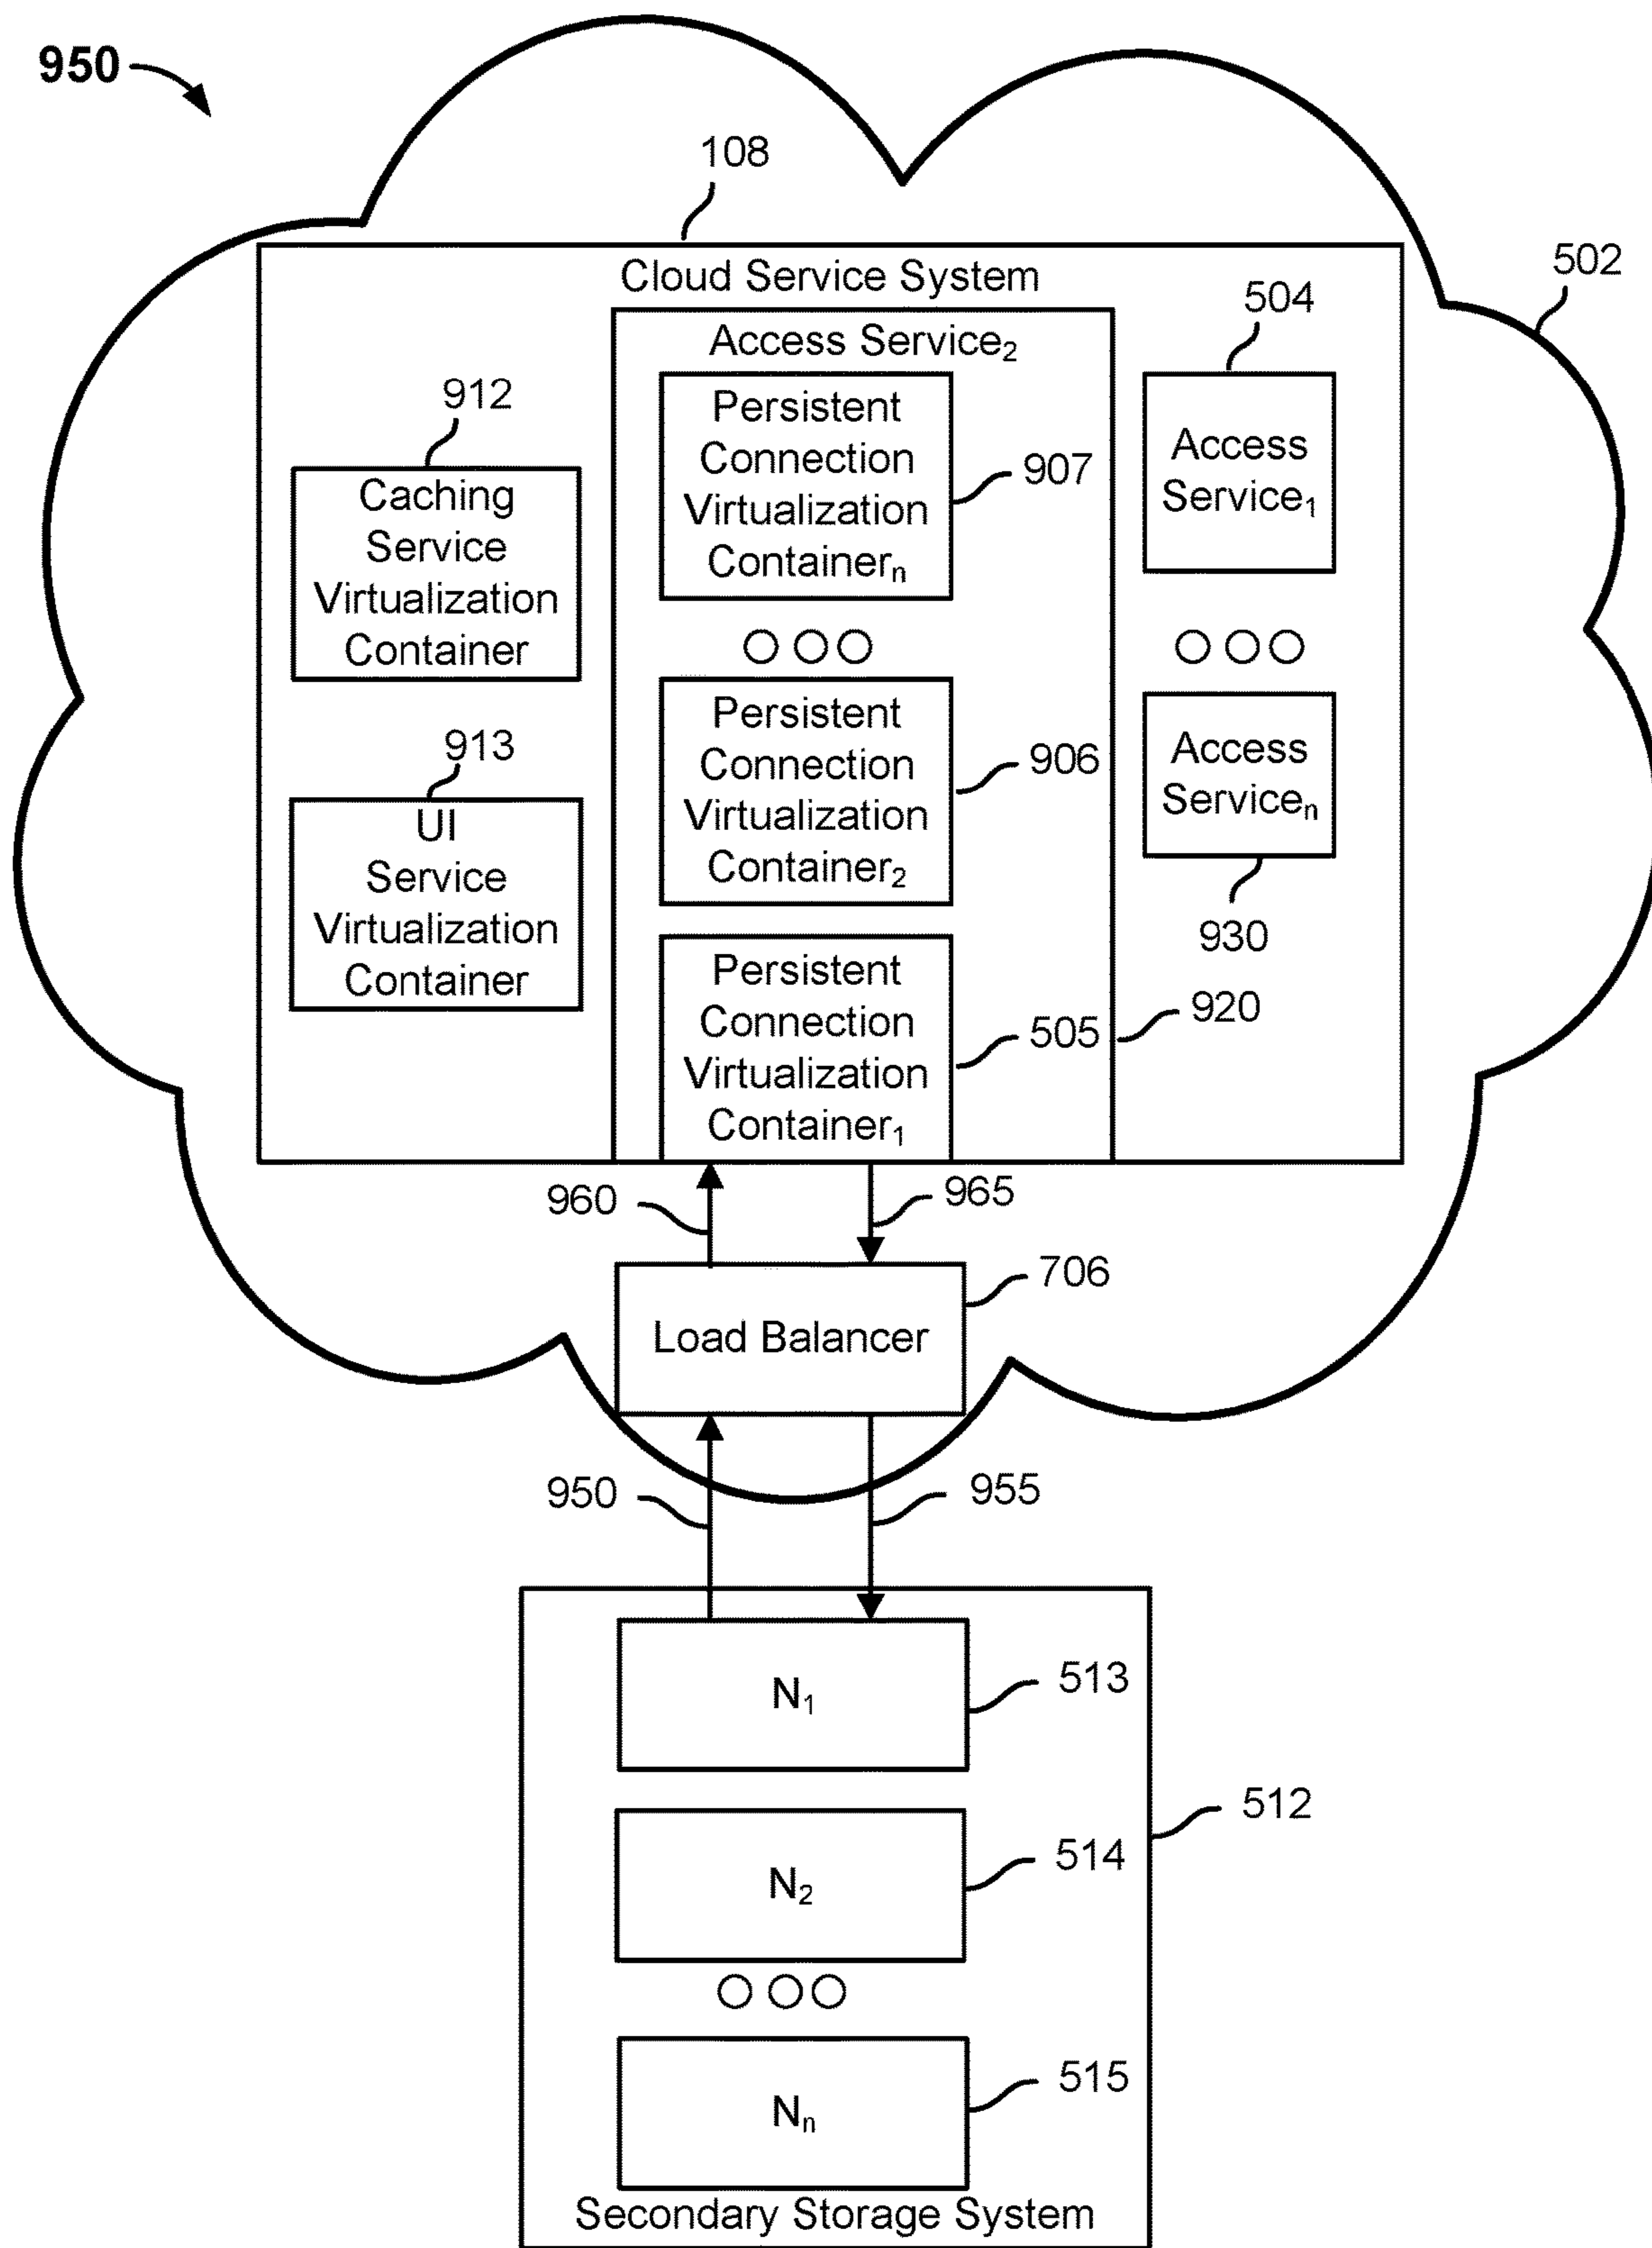 950
108
Cloud Service System
502
504
Access Service₂
912
Persistent
Connection
Virtualization
Containerₙ
907
Access
Service₁
Caching
Service
Virtualization
Container
Persistent
Connection
Virtualization
Container₂
906
913
Access
Serviceₙ
930
UI
Service
Virtualization
Container
Persistent
Connection
Virtualization
Container₁
505
920
960
965
706
Load Balancer
950
955
N₁
513
512
N₂
514
Nₙ
515
Secondary Storage System